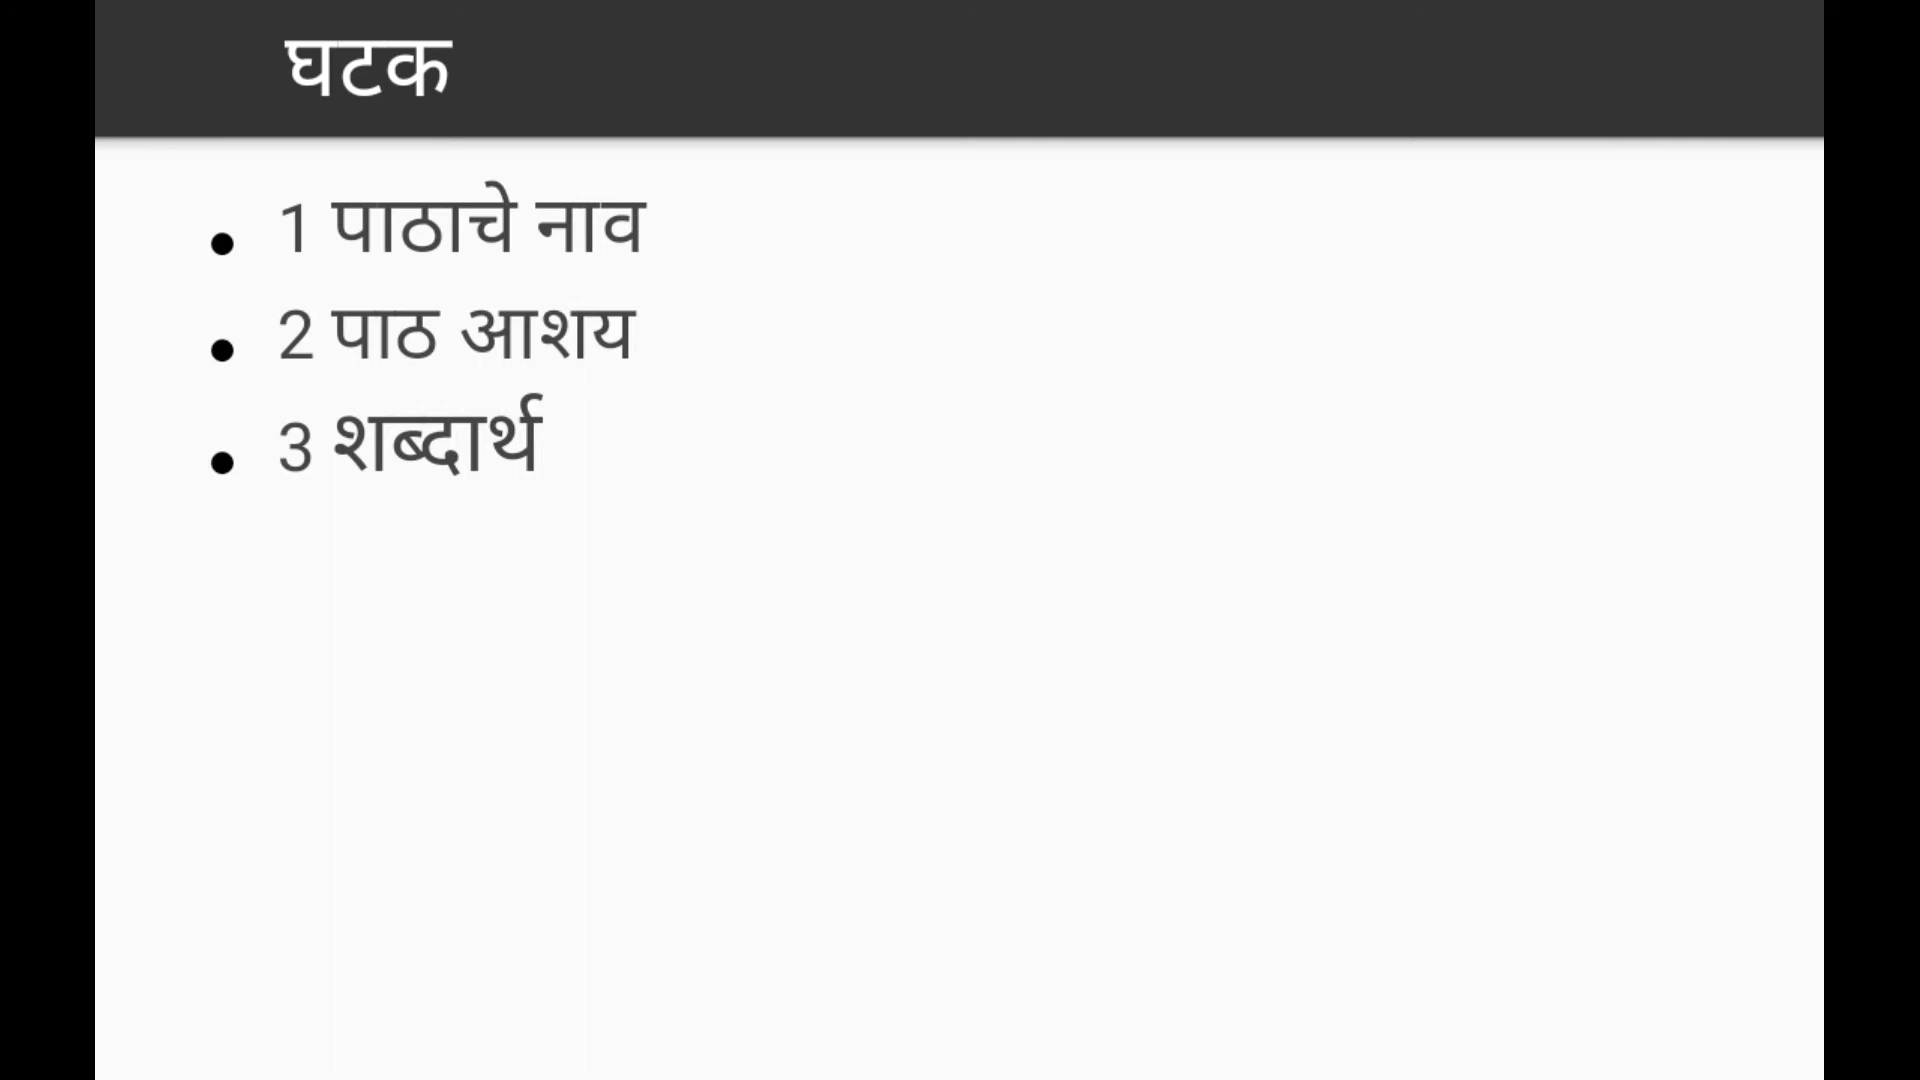 घटक
• 1 पाठाचे नाव
• 2 पाठ आशय
• 3 शब्दार्थ